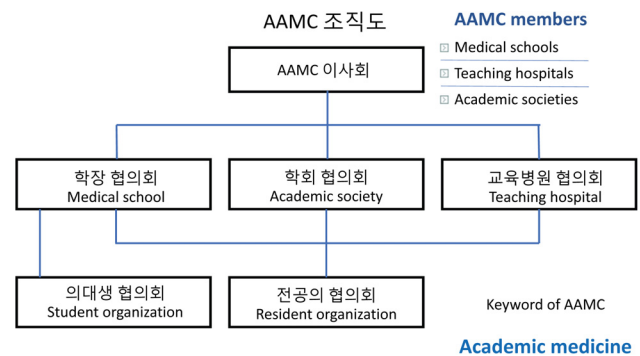 AAMC 조직도
AAMC members
Medical schools
Teaching hospitals
Academic societies
AAMC 이사회
학장 협의회
Medical school
학회 협의회
Academic society
교육병원 협의회
Teaching hospital
의대생 협의회
Student organization
전공의 협의회
Resident organization
Keyword of AAMC
Academic medicine